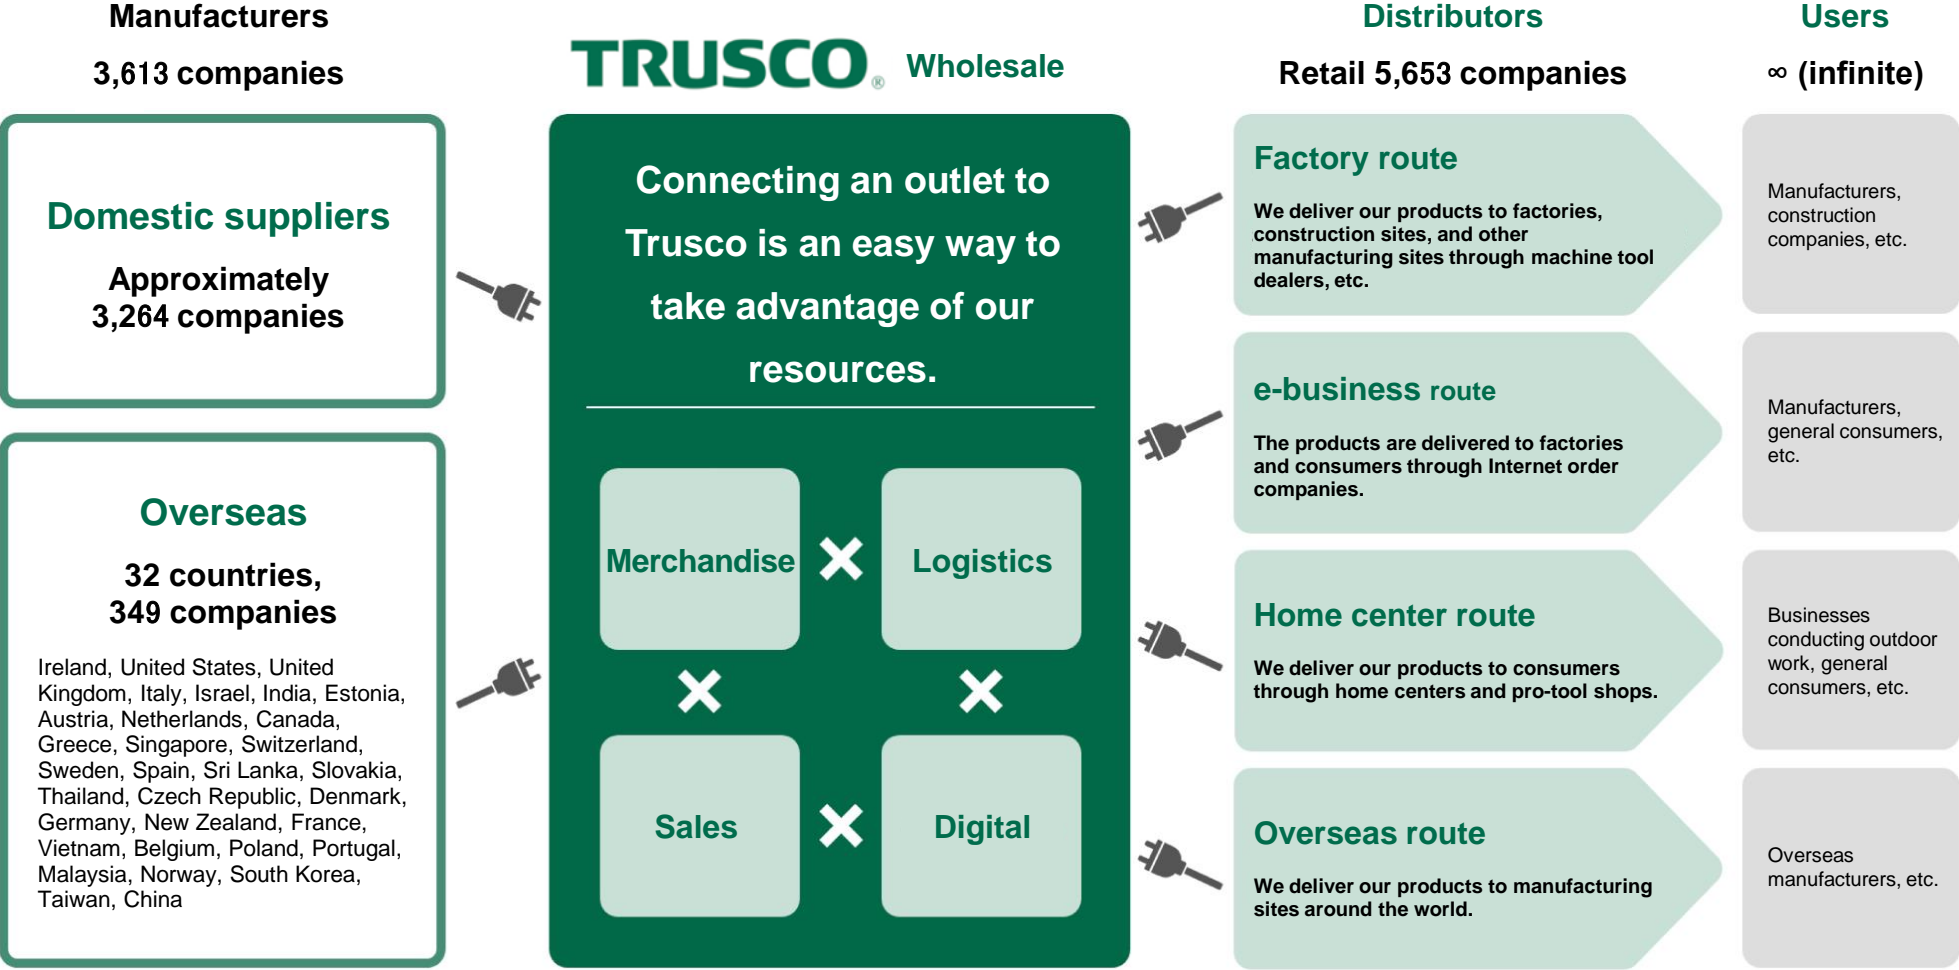 Manufacturers
3,613 companies
Domestic suppliers
Approximately
3,264 companies
Overseas
32 countries,
349 companies
Ireland, United States, United
Kingdom, Italy, Israel, India, Estonia,
Austria, Netherlands, Canada,
Greece, Singapore, Switzerland,
Sweden, Spain, Sri Lanka, Slovakia,
Thailand, Czech Republic, Denmark,
Germany, New Zealand, France,
Vietnam, Belgium, Poland, Portugal,
Malaysia, Norway, South Korea,
Taiwan, China
TRUSCO® Wholesale
Connecting an outlet to
Trusco is an easy way to
take advantage of our
resources.
Merchandise
Logistics
Sales
Digital
Distributors
Retail 5,653 companies
Factory route
We deliver our products to factories,
construction sites, and other
manufacturing sites through machine tool
dealers, etc.
e-business route
The products are delivered to factories
and consumers through Internet order
companies.
Home center route
We deliver our products to consumers
through home centers and pro-tool shops.
Overseas route
We deliver our products to manufacturing
sites around the world.
Users
∞ (infinite)
Manufacturers,
construction
companies, etc.
Manufacturers,
general consumers,
etc.
Businesses
conducting outdoor
work, general
consumers, etc.
Overseas
manufacturers, etc.